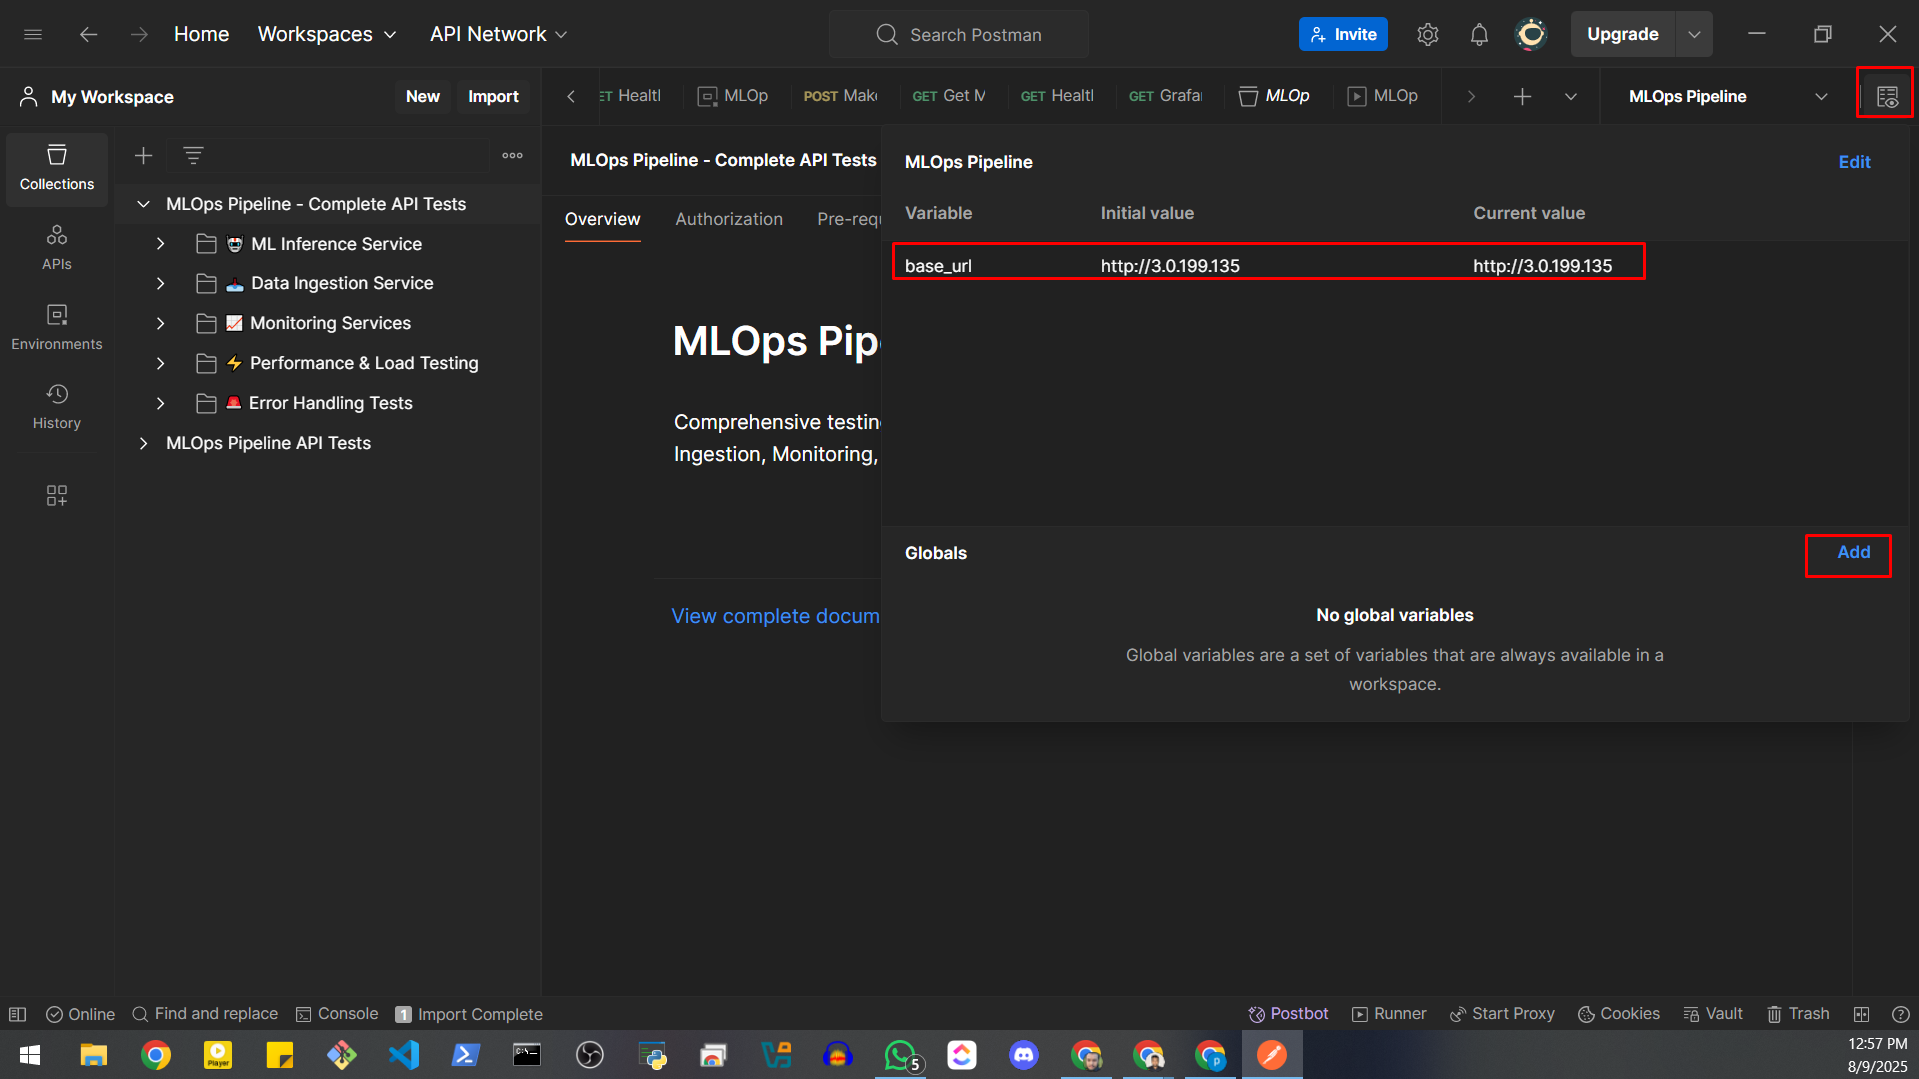 Home Workspaces API Network Search Postman Invite Upgrade
My Workspace New Import ET Healtl MLOp POST Make GET Get M GET Healtl GET Grafai MLOp MLOp MLOps Pipeline
Collections
APIs
Environments
History
MLOps Pipeline - Complete API Tests
ML Inference Service
Data Ingestion Service
Monitoring Services
Performance & Load Testing
Error Handling Tests
MLOps Pipeline API Tests
MLOps Pipeline - Complete API Tests
Overview Authorization Pre-requ
MLOps Pip
Comprehensive testin
Ingestion, Monitoring,
View complete docum
MLOps Pipeline Edit
Variable Initial value Current value
base_url http://3.0.199.135 http://3.0.199.135
Globals Add
No global variables
Global variables are a set of variables that are always available in a
workspace.
Online Find and replace Console 1 Import Complete Postbot Runner Start Proxy Cookies Vault Trash
Player
C:\_
5
p
12:57 PM
8/9/2025